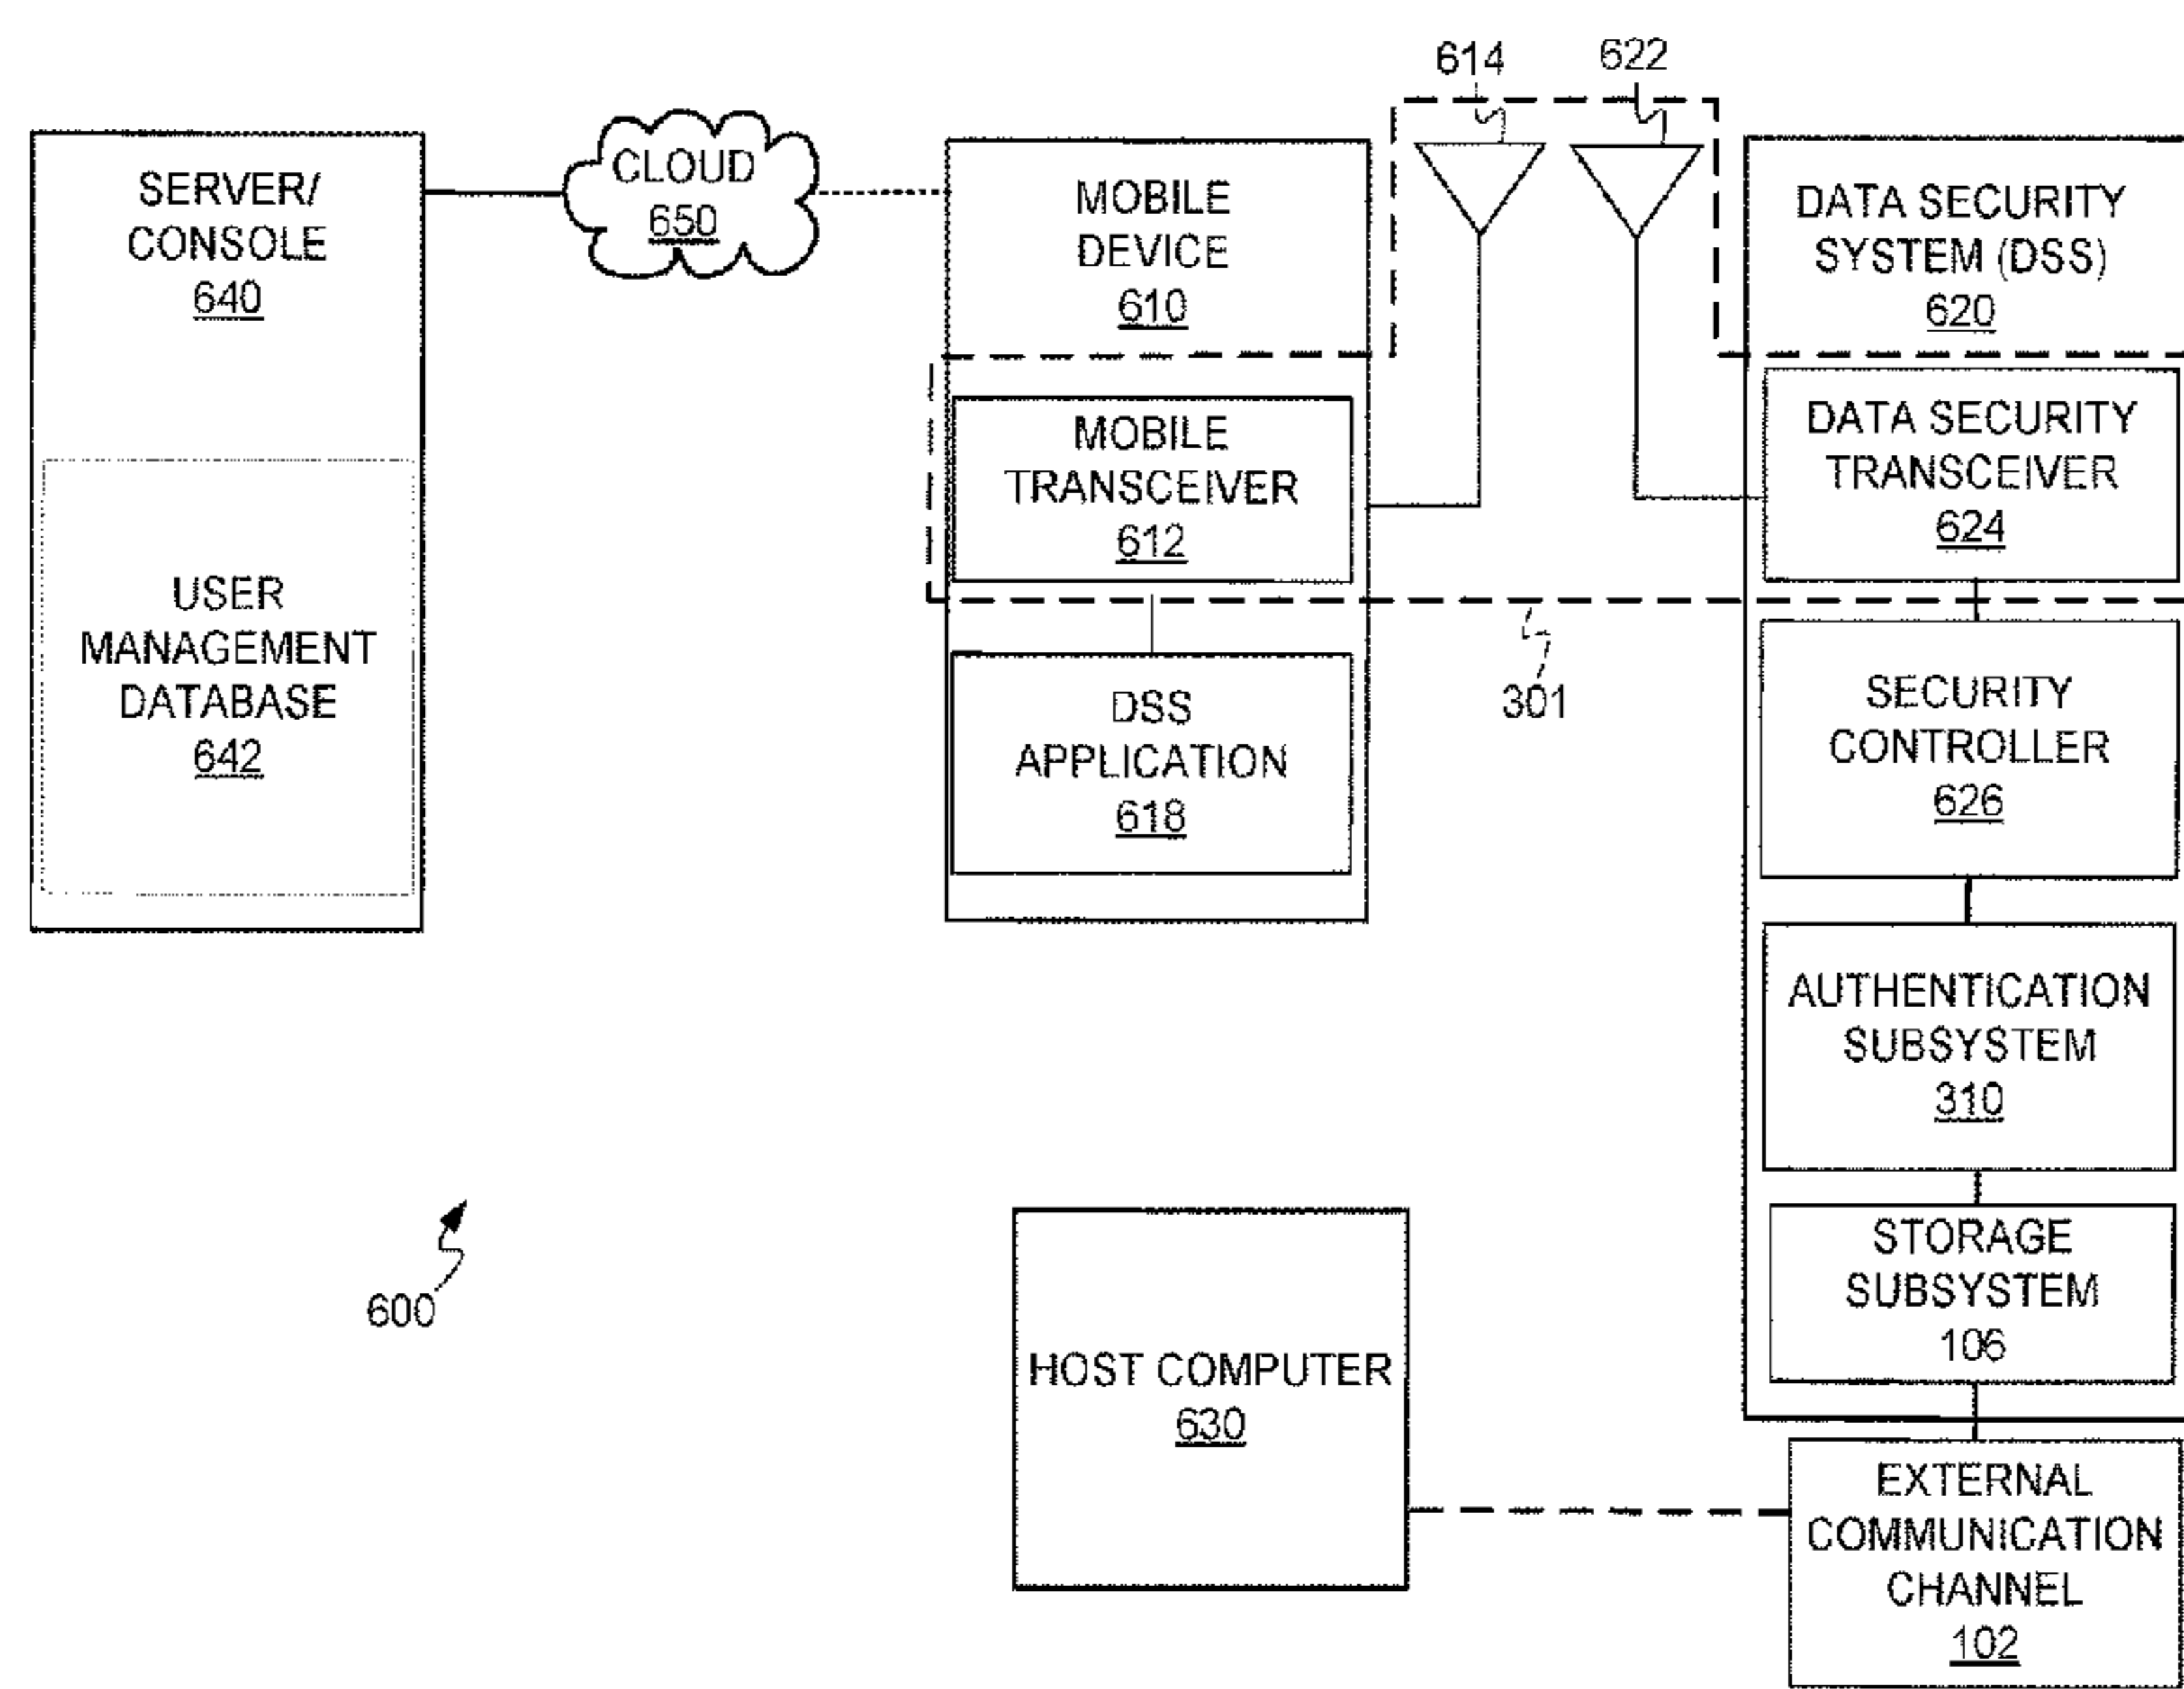 614
622
SERVER/
CONSOLE
640
CLOUD
650
MOBILE
DEVICE
610
DATA SECURITY
SYSTEM (DSS)
620
MOBILE
TRANSCEIVER
612
DATA SECURITY
TRANSCEIVER
624
USER
MANAGEMENT
DATABASE
642
DSS
APPLICATION
618
301
SECURITY
CONTROLLER
626
AUTHENTICATION
SUBSYSTEM
310
STORAGE
SUBSYSTEM
106
600
HOST COMPUTER
630
EXTERNAL
COMMUNICATION
CHANNEL
102